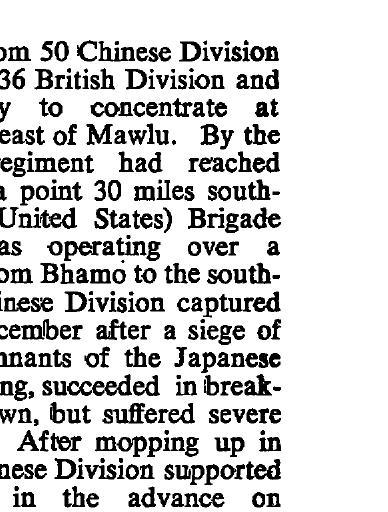 om 50 Chinese Division
36 British Division and
y to concentrate at
east of Mawlu. By the
egiment had reached
a point 30 miles south-
United States) Brigade
as operating over a
om Bhamo to the south-
inese Division captured
cember after a siege of
nnants of the Japanese
ng, succeeded in break-
wn, but suffered severe
After mopping up in
nese Division supported
in the advance on